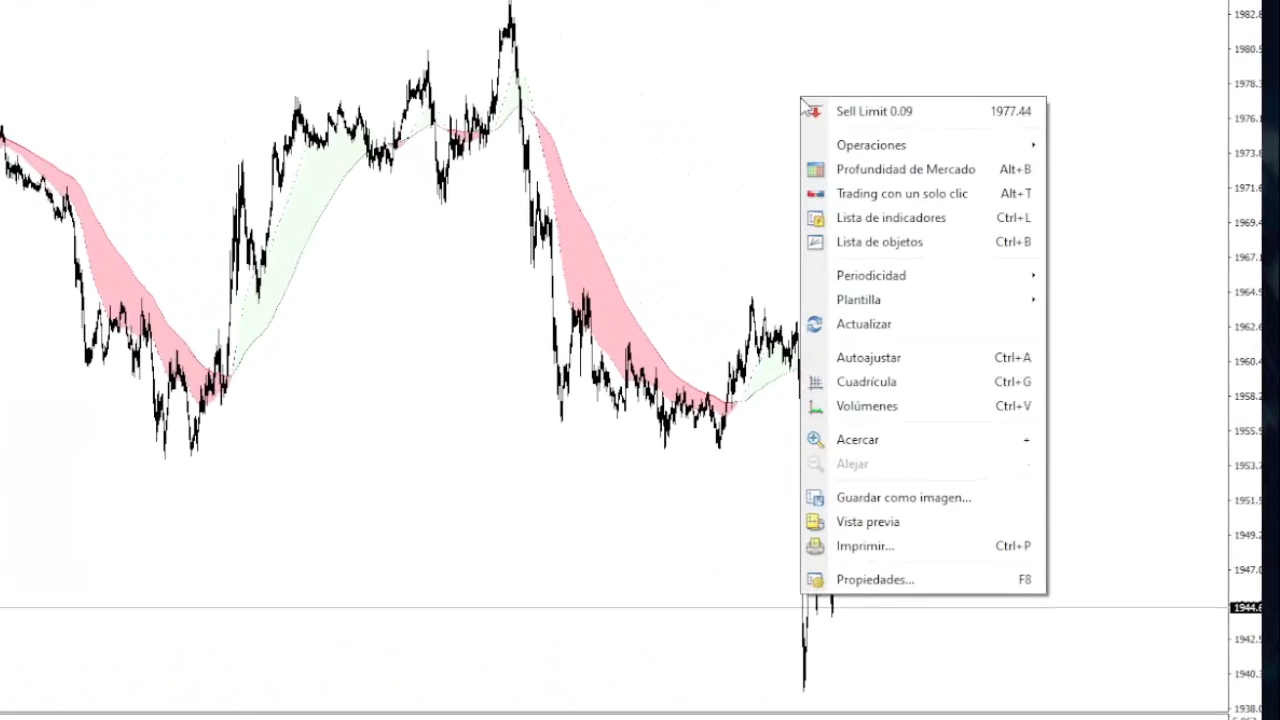 Sell Limit 0.09 1977.44
Operaciones
Profundidad de Mercado Alt+B
Trading con un solo clic Alt+T
Lista de indicadores Ctrl+L
Lista de objetos Ctrl+B
Periodicidad
Plantilla
Actualizar
Autoajustar Ctrl+A
Cuadrícula Ctrl+G
Volúmenes Ctrl+V
Acercar +
Alejar -
Guardar como imagen...
Vista previa
Imprimir... Ctrl+P
Propiedades... F8
1982.8
1980.5
1978.3
1976.1
1973.8
1971.6
1969.4
1967.1
1964.9
1962.6
1960.4
1958.2
1955.9
1953.7
1951.5
1949.2
1947.0
1944.6
1942.5
1940.3
1938.0